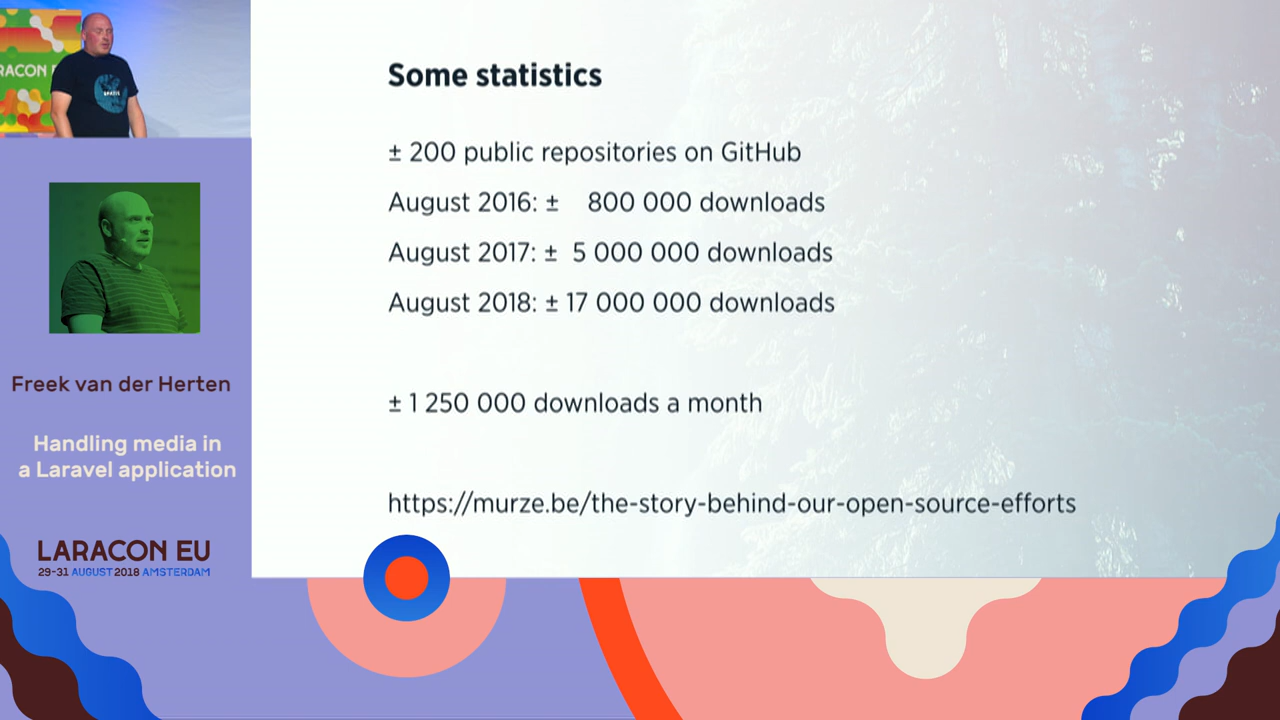 RACON E
SPATIE
Freek van der Herten
Handling media in
a Laravel application
LARACON EU
29-31 AUGUST 2018 AMSTERDAM
Some statistics
± 200 public repositories on GitHub
August 2016: ± 800 000 downloads
August 2017: ± 5 000 000 downloads
August 2018: ± 17 000 000 downloads
± 1 250 000 downloads a month
https://murze.be/the-story-behind-our-open-source-efforts